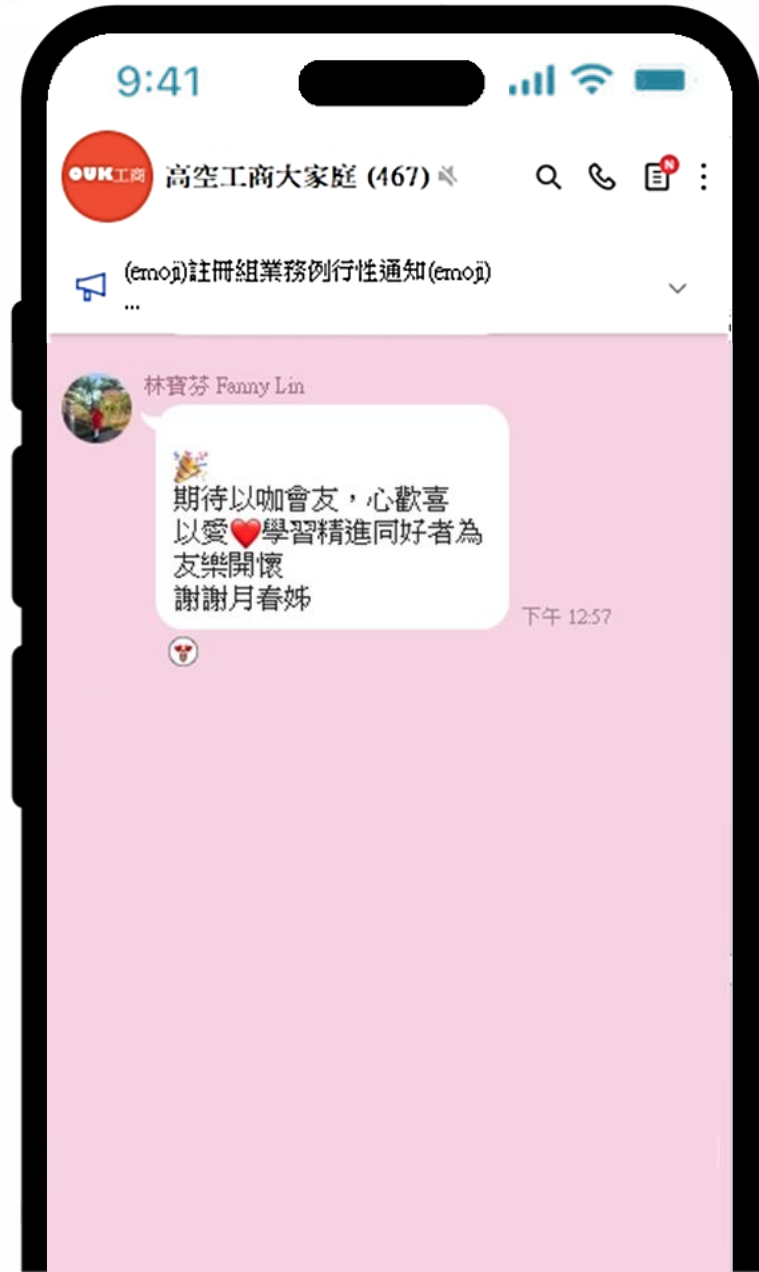 9:41
OUK工商
高空工商大家庭 (467)
N
(emoji)註冊組業務例行性通知(emoji)
...
林寶芬 Fanny Lin
🎉
期待以咖會友，心歡喜
以愛❤️學習精進同好者為
友樂開懷
謝謝月春姊
下午 12:57